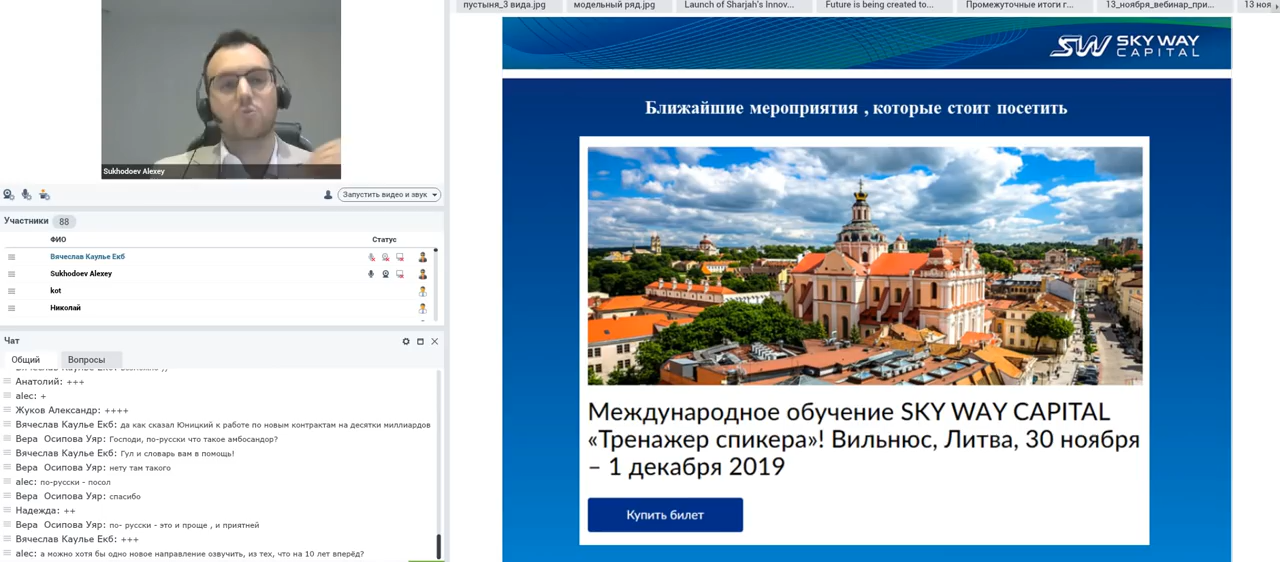 пустыня_3 вида.jpg
модельный ряд.jpg
Launch of Sharjah's Innov...
Future is being created to...
Промежуточные итоги г...
13_ноября_вебинар_при...
13 ноя
SKY WAY
CAPITAL
Ближайшие мероприятия , которые стоит посетить
Sukhodoev Alexey
Запустить видео и звук
Участники 88
ФИО Статус
Вячеслав Каулье Екб
Sukhodoev Alexey
kot
Николай
Чат
Общий Вопросы
Анатолий: +++
alec: +
Жуков Александр: ++++
Вячеслав Каулье Екб: да как сказал Юницкий к работе по новым контрактам на десятки миллиардов
Вера Осипова Уяр: Господи, по-русски что такое амбосандор?
Вячеслав Каулье Екб: Гул и словарь вам в помощь!
Вера Осипова Уяр: нету там такого
alec: по-русски - посол
Вера Осипова Уяр: спасибо
Надежда: ++
Вера Осипова Уяр: по- русски - это и проще , и приятней
Вячеслав Каулье Екб: +++
alec: а можно хотя бы одно новое направление озвучить, из тех, что на 10 лет вперёд?
Международное обучение SKY WAY CAPITAL
«Тренажер спикера»! Вильнюс, Литва, 30 ноября
– 1 декабря 2019
Купить билет